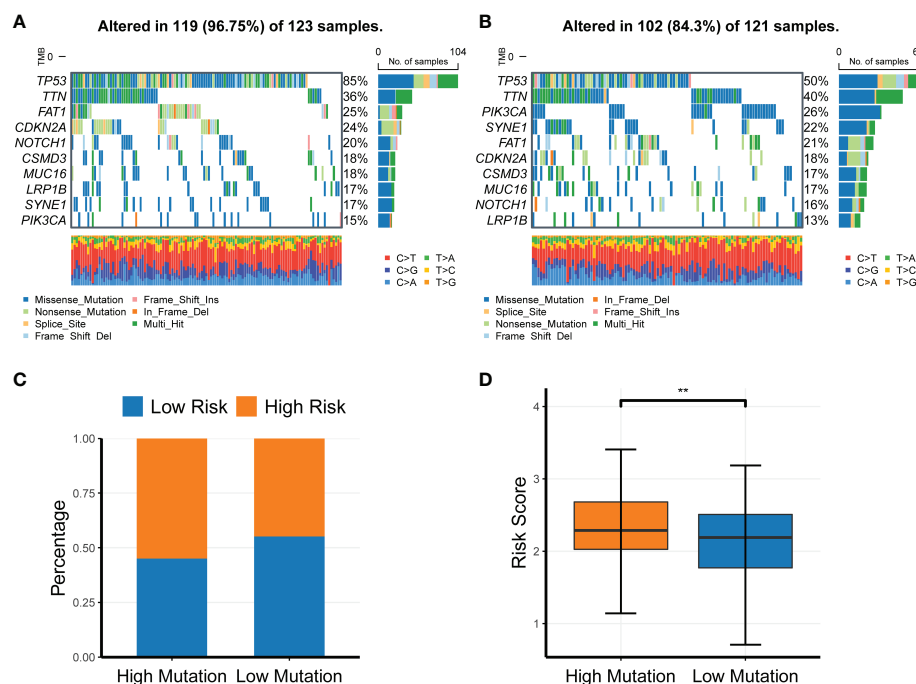 A
Altered in 119 (96.75%) of 123 samples.
TMB
0
0 104
No. of samples
TP53 85%
TTN 36%
FAT1 25%
CDKN2A 24%
NOTCH1 20%
CSMD3 18%
MUC16 18%
LRP1B 17%
SYNE1 17%
PIK3CA 15%
C>T T>A
C>G T>C
C>A T>G
Missense_Mutation Frame_Shift_Ins
Nonsense_Mutation In_Frame_Del
Splice_Site Multi_Hit
Frame_Shift_Del
B
Altered in 102 (84.3%) of 121 samples.
TMB
0
0 6
No. of samples
TP53 50%
TTN 40%
PIK3CA 26%
SYNE1 22%
FAT1 21%
CDKN2A 18%
CSMD3 17%
MUC16 17%
NOTCH1 16%
LRP1B 13%
C>T T>A
C>G T>C
C>A T>G
Missense_Mutation In_Frame_Del
Splice_Site Frame_Shift_Ins
Nonsense_Mutation Multi_Hit
Frame_Shift_Del
C
Low Risk High Risk
Percentage
1.00
0.75
0.50
0.25
0.00
High Mutation Low Mutation
D
**
Risk Score
4
3
2
1
High Mutation Low Mutation